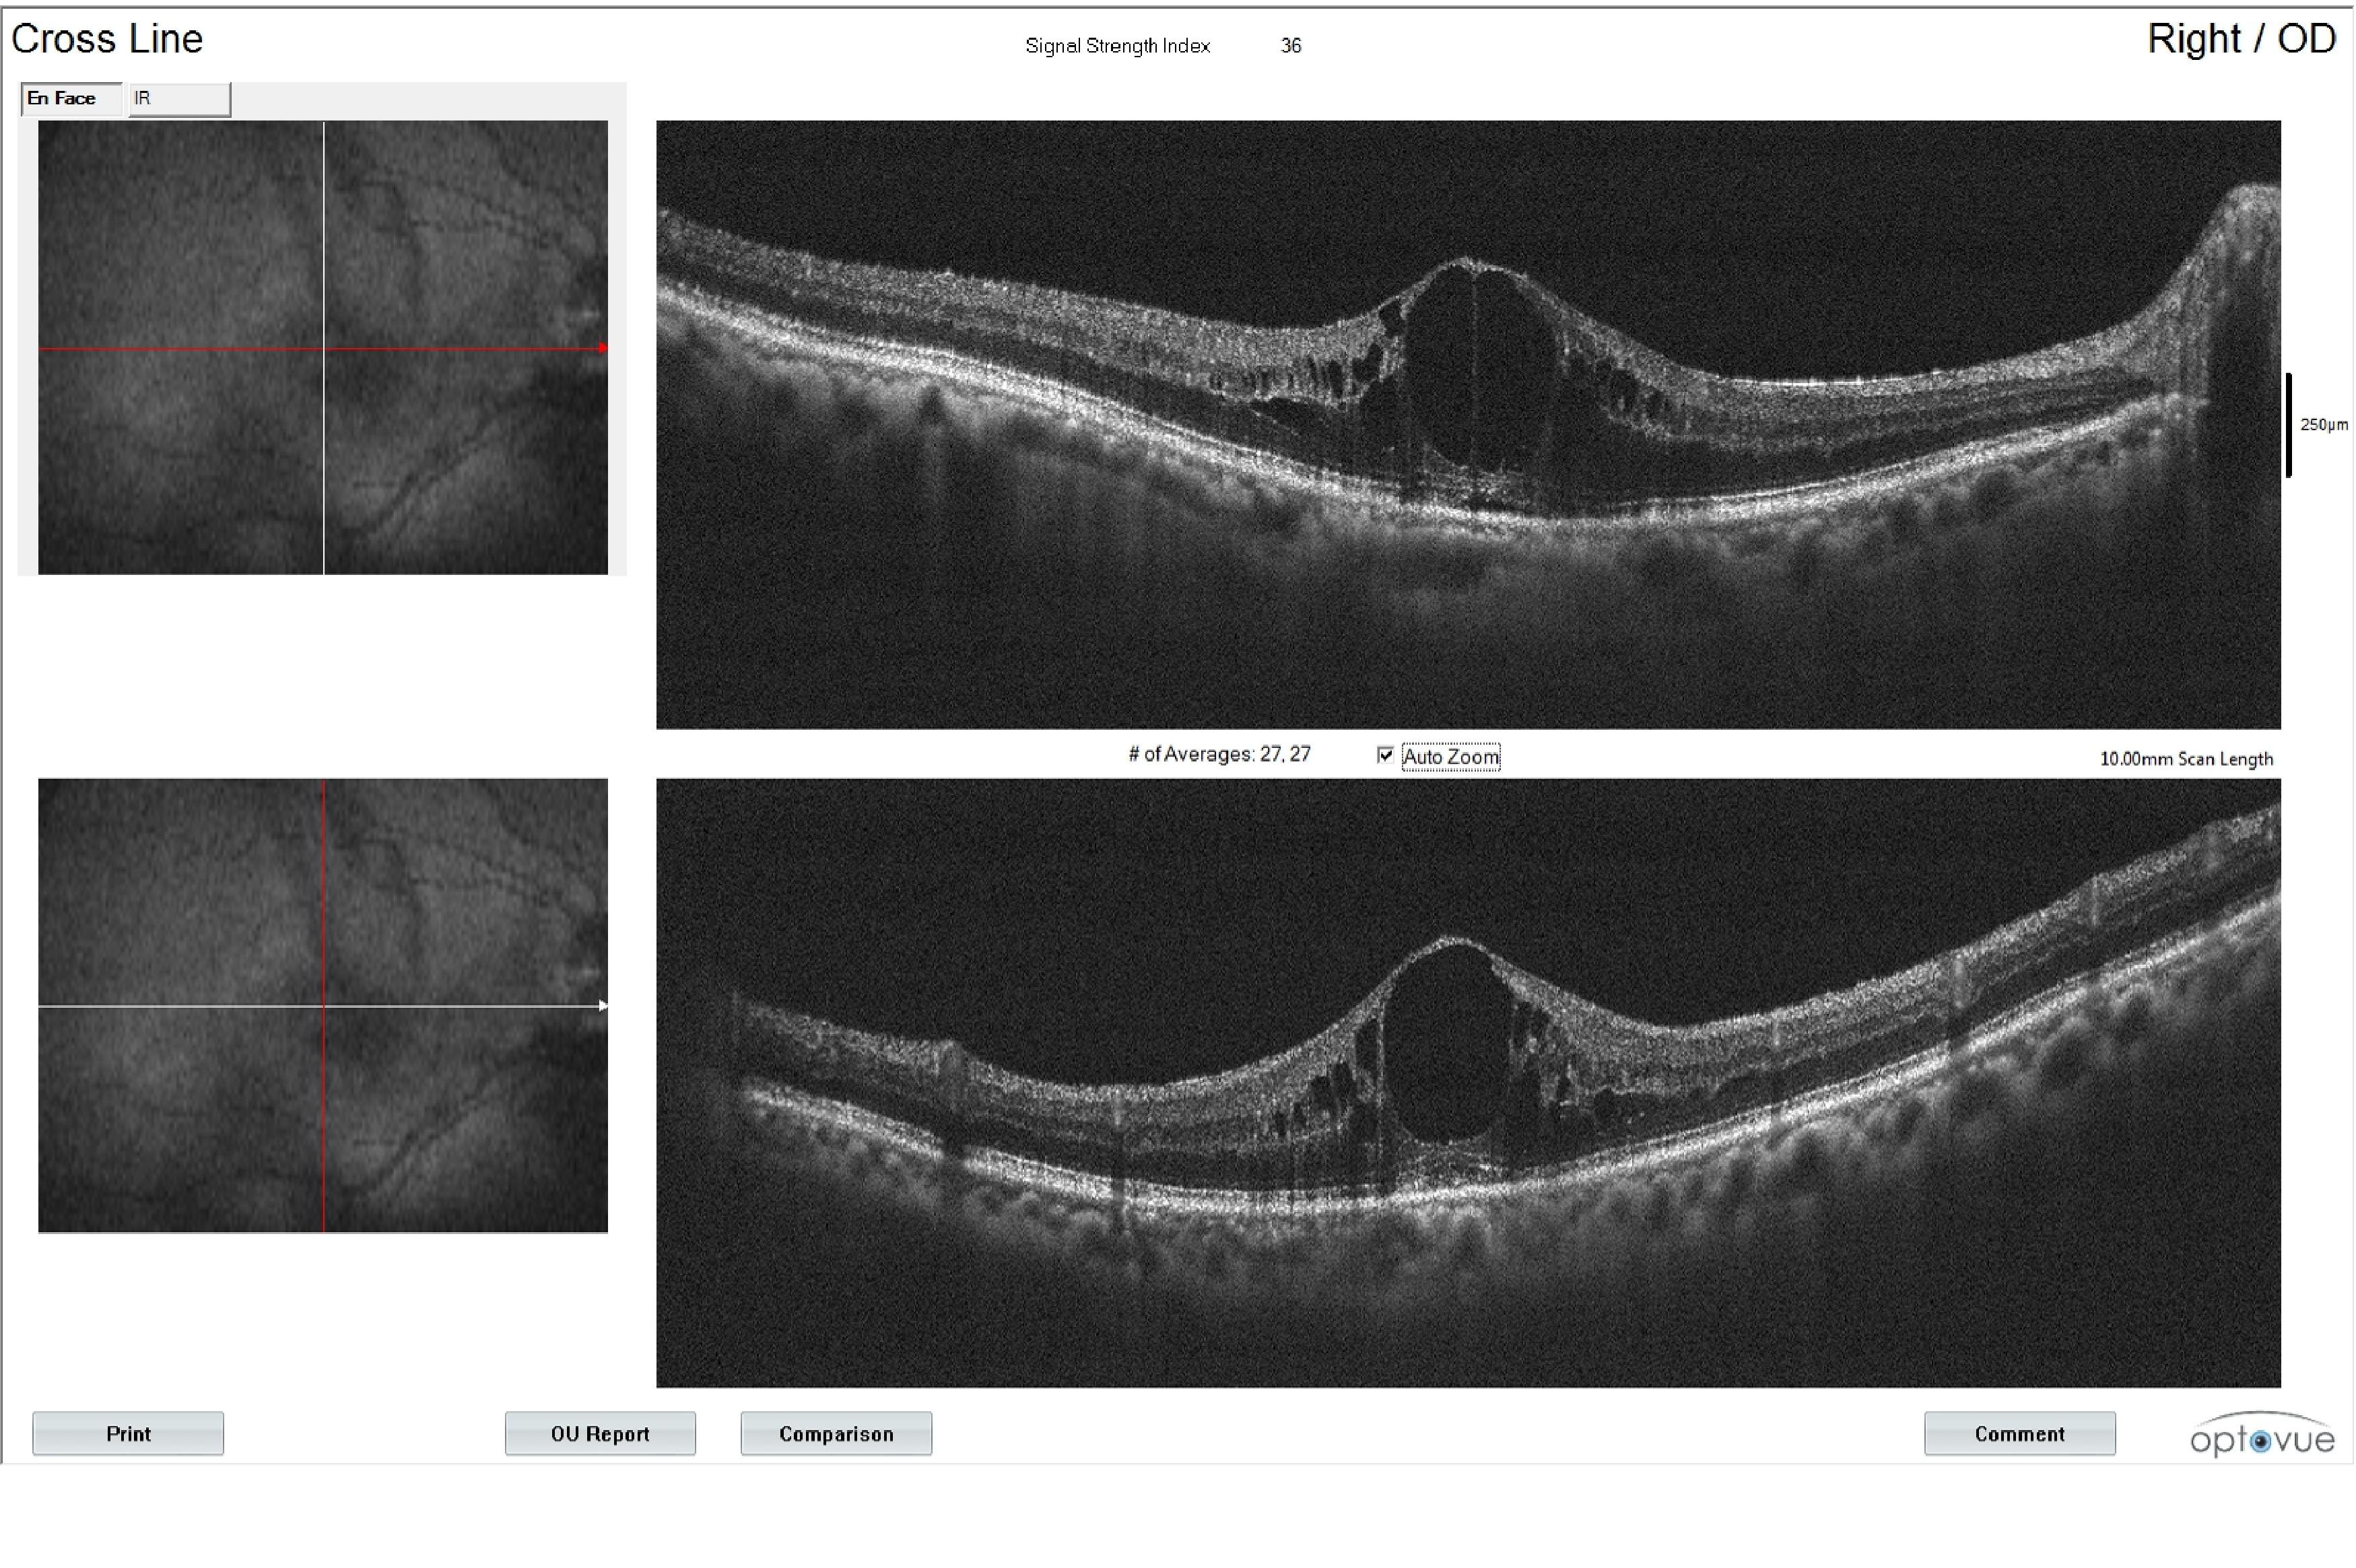 Cross Line
Signal Strength Index 36
Right / OD
En Face IR
250µm
# of Averages: 27, 27
Auto Zoom
10.00mm Scan Length
Print
OU Report
Comparison
Comment
optovue